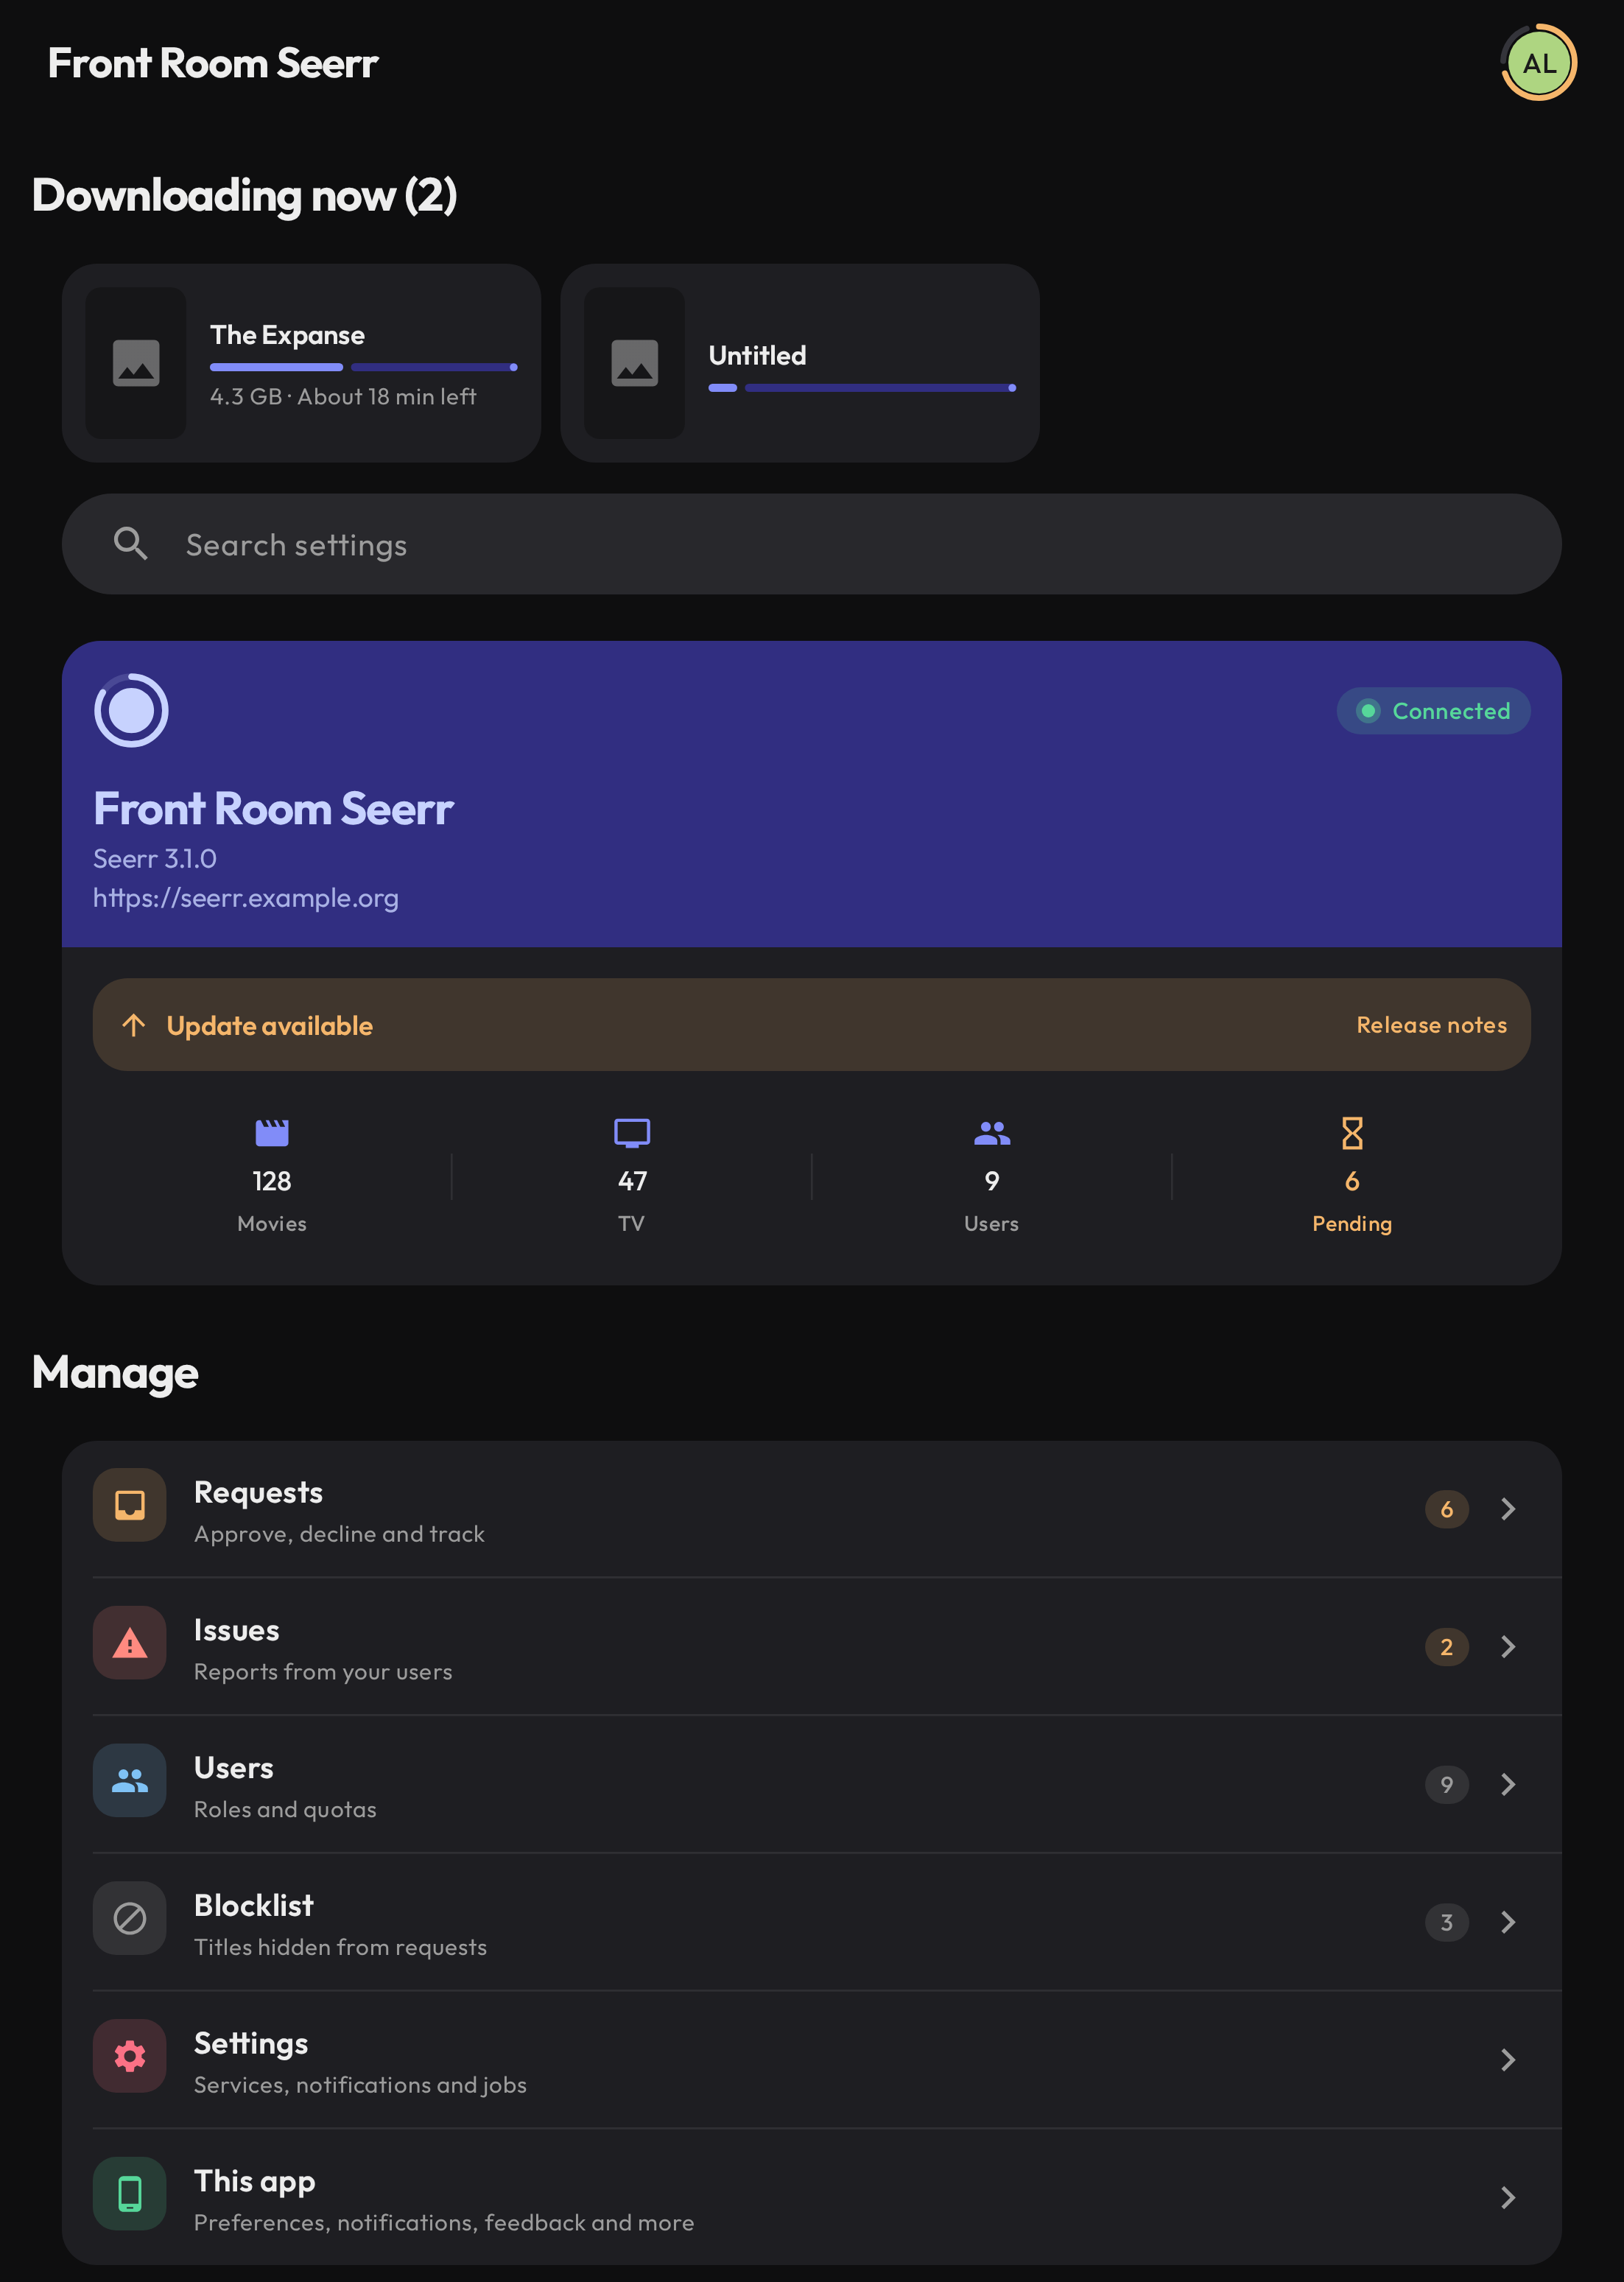 Front Room Seerr
AL
Downloading now (2)
The Expanse
4.3 GB · About 18 min left
Untitled
Search settings
Connected
Front Room Seerr
Seerr 3.1.0
https://seerr.example.org
Update available
Release notes
128
Movies
47
TV
9
Users
6
Pending
Manage
Requests
Approve, decline and track
6
Issues
Reports from your users
2
Users
Roles and quotas
9
Blocklist
Titles hidden from requests
3
Settings
Services, notifications and jobs
This app
Preferences, notifications, feedback and more